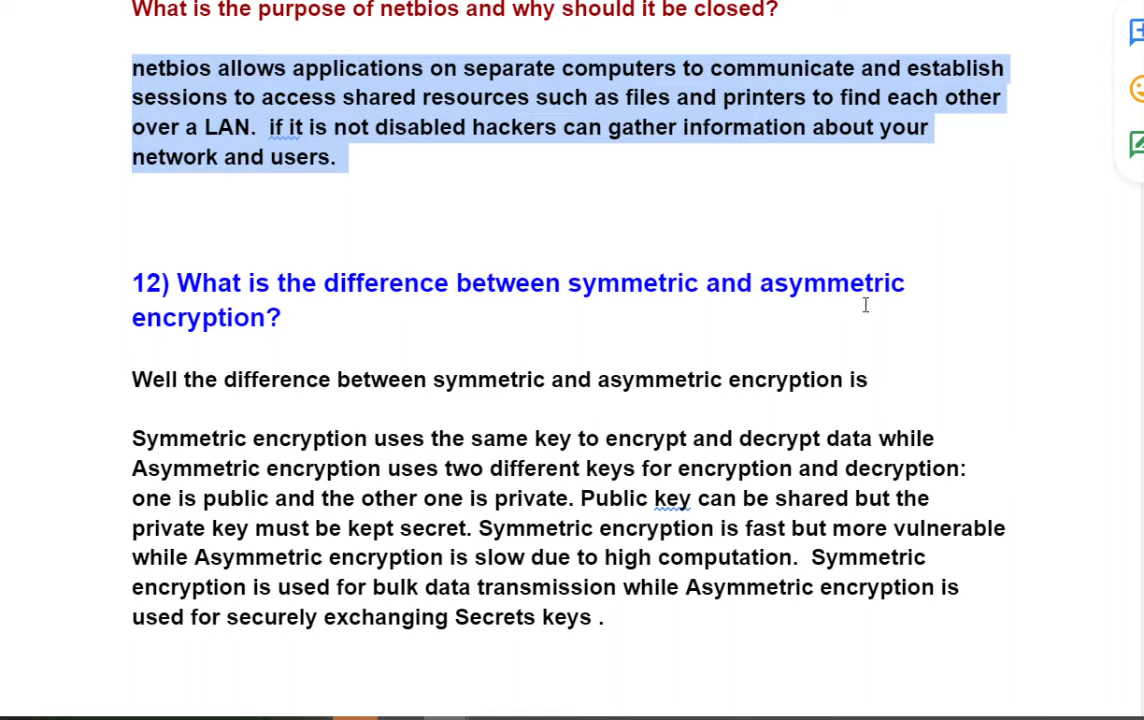 What is the purpose of netbios and why should it be closed?
netbios allows applications on separate computers to communicate and establish
sessions to access shared resources such as files and printers to find each other
over a LAN.  if it is not disabled hackers can gather information about your
network and users.
12) What is the difference between symmetric and asymmetric
encryption?
Well the difference between symmetric and asymmetric encryption is
Symmetric encryption uses the same key to encrypt and decrypt data while
Asymmetric encryption uses two different keys for encryption and decryption:
one is public and the other one is private. Public key can be shared but the
private key must be kept secret. Symmetric encryption is fast but more vulnerable
while Asymmetric encryption is slow due to high computation.  Symmetric
encryption is used for bulk data transmission while Asymmetric encryption is
used for securely exchanging Secrets keys .